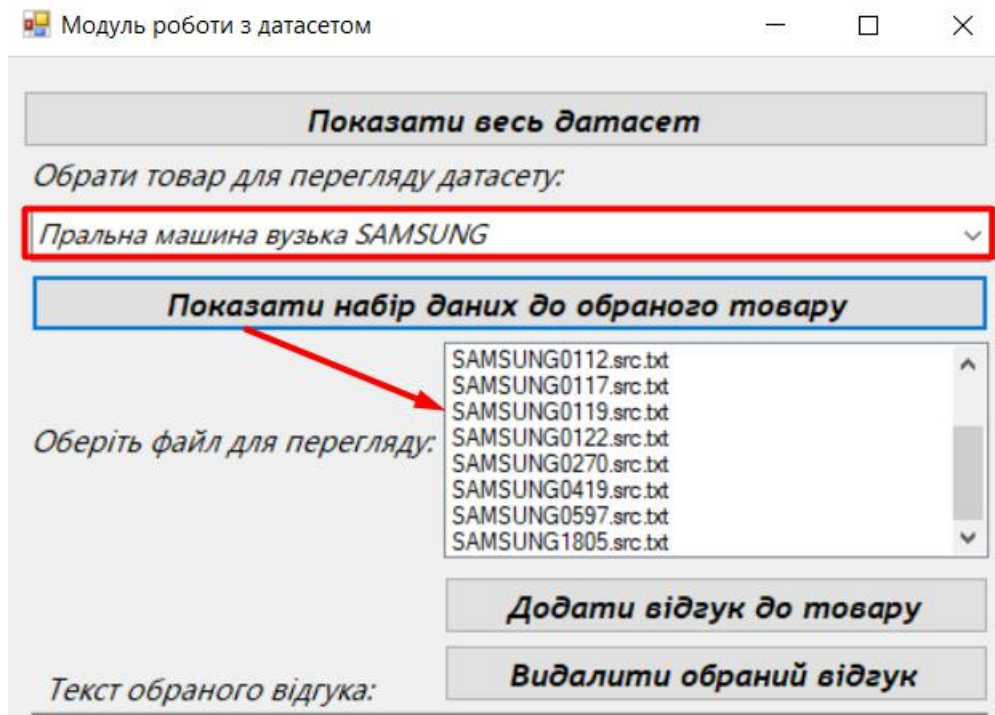 Модуль роботи з датасетом
Показати весь датасет
Обрати товар для перегляду датасету:
Пральна машина вузька SAMSUNG
Показати набір даних до обраного товару
Оберіть файл для перегляду:
SAMSUNG0112.src.txt
SAMSUNG0117.src.txt
SAMSUNG0119.src.txt
SAMSUNG0122.src.txt
SAMSUNG0270.src.txt
SAMSUNG0419.src.txt
SAMSUNG0597.src.txt
SAMSUNG1805.src.txt
Додати відгук до товару
Видалити обраний відгук
Текст обраного відгука: